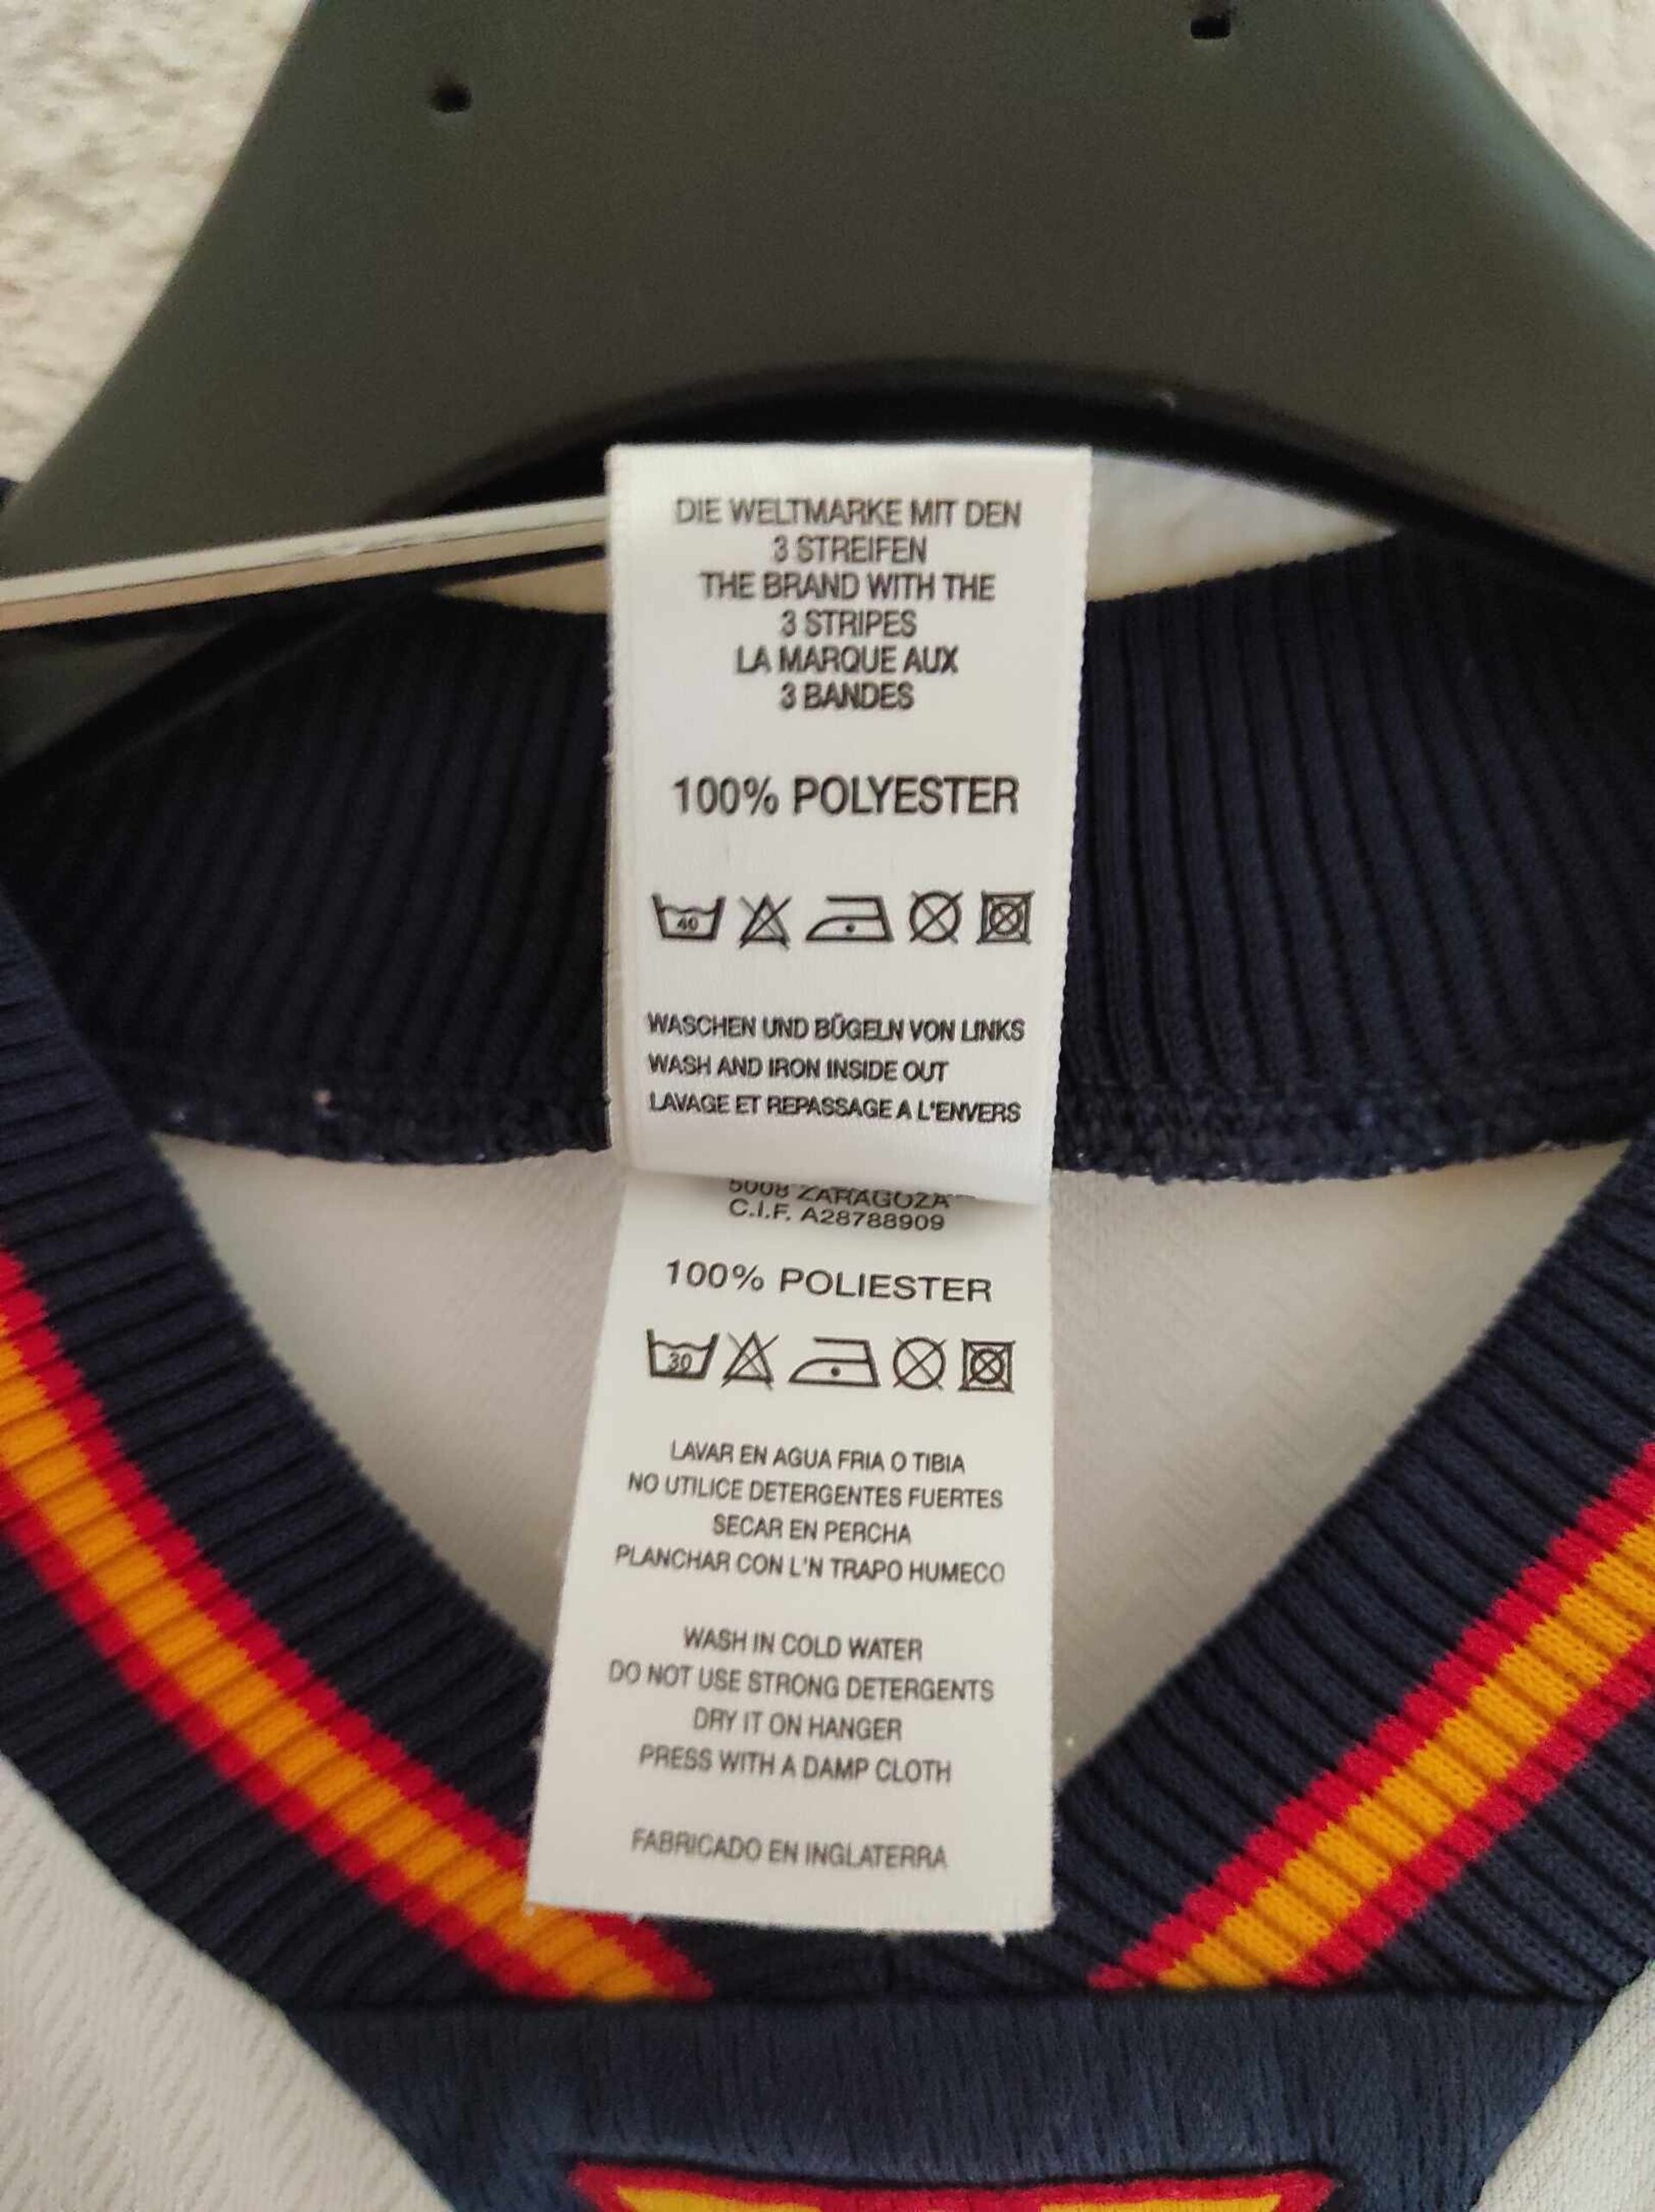 DIE WELTMARKE MIT DEN
3 STREIFEN
THE BRAND WITH THE
3 STRIPES
LA MARQUE AUX
3 BANDES
100% POLYESTER
40
WASCHEN UND BÜGELN VON LINKS
WASH AND IRON INSIDE OUT
LAVAGE ET REPASSAGE A L'ENVERS
5008 ZARAGOZA
C.I.F. A28788909
100% POLIESTER
30
LAVAR EN AGUA FRIA O TIBIA
NO UTILICE DETERGENTES FUERTES
SECAR EN PERCHA
PLANCHAR CON L'N TRAPO HUMECO
WASH IN COLD WATER
DO NOT USE STRONG DETERGENTS
DRY IT ON HANGER
PRESS WITH A DAMP CLOTH
FABRICADO EN INGLATERRA